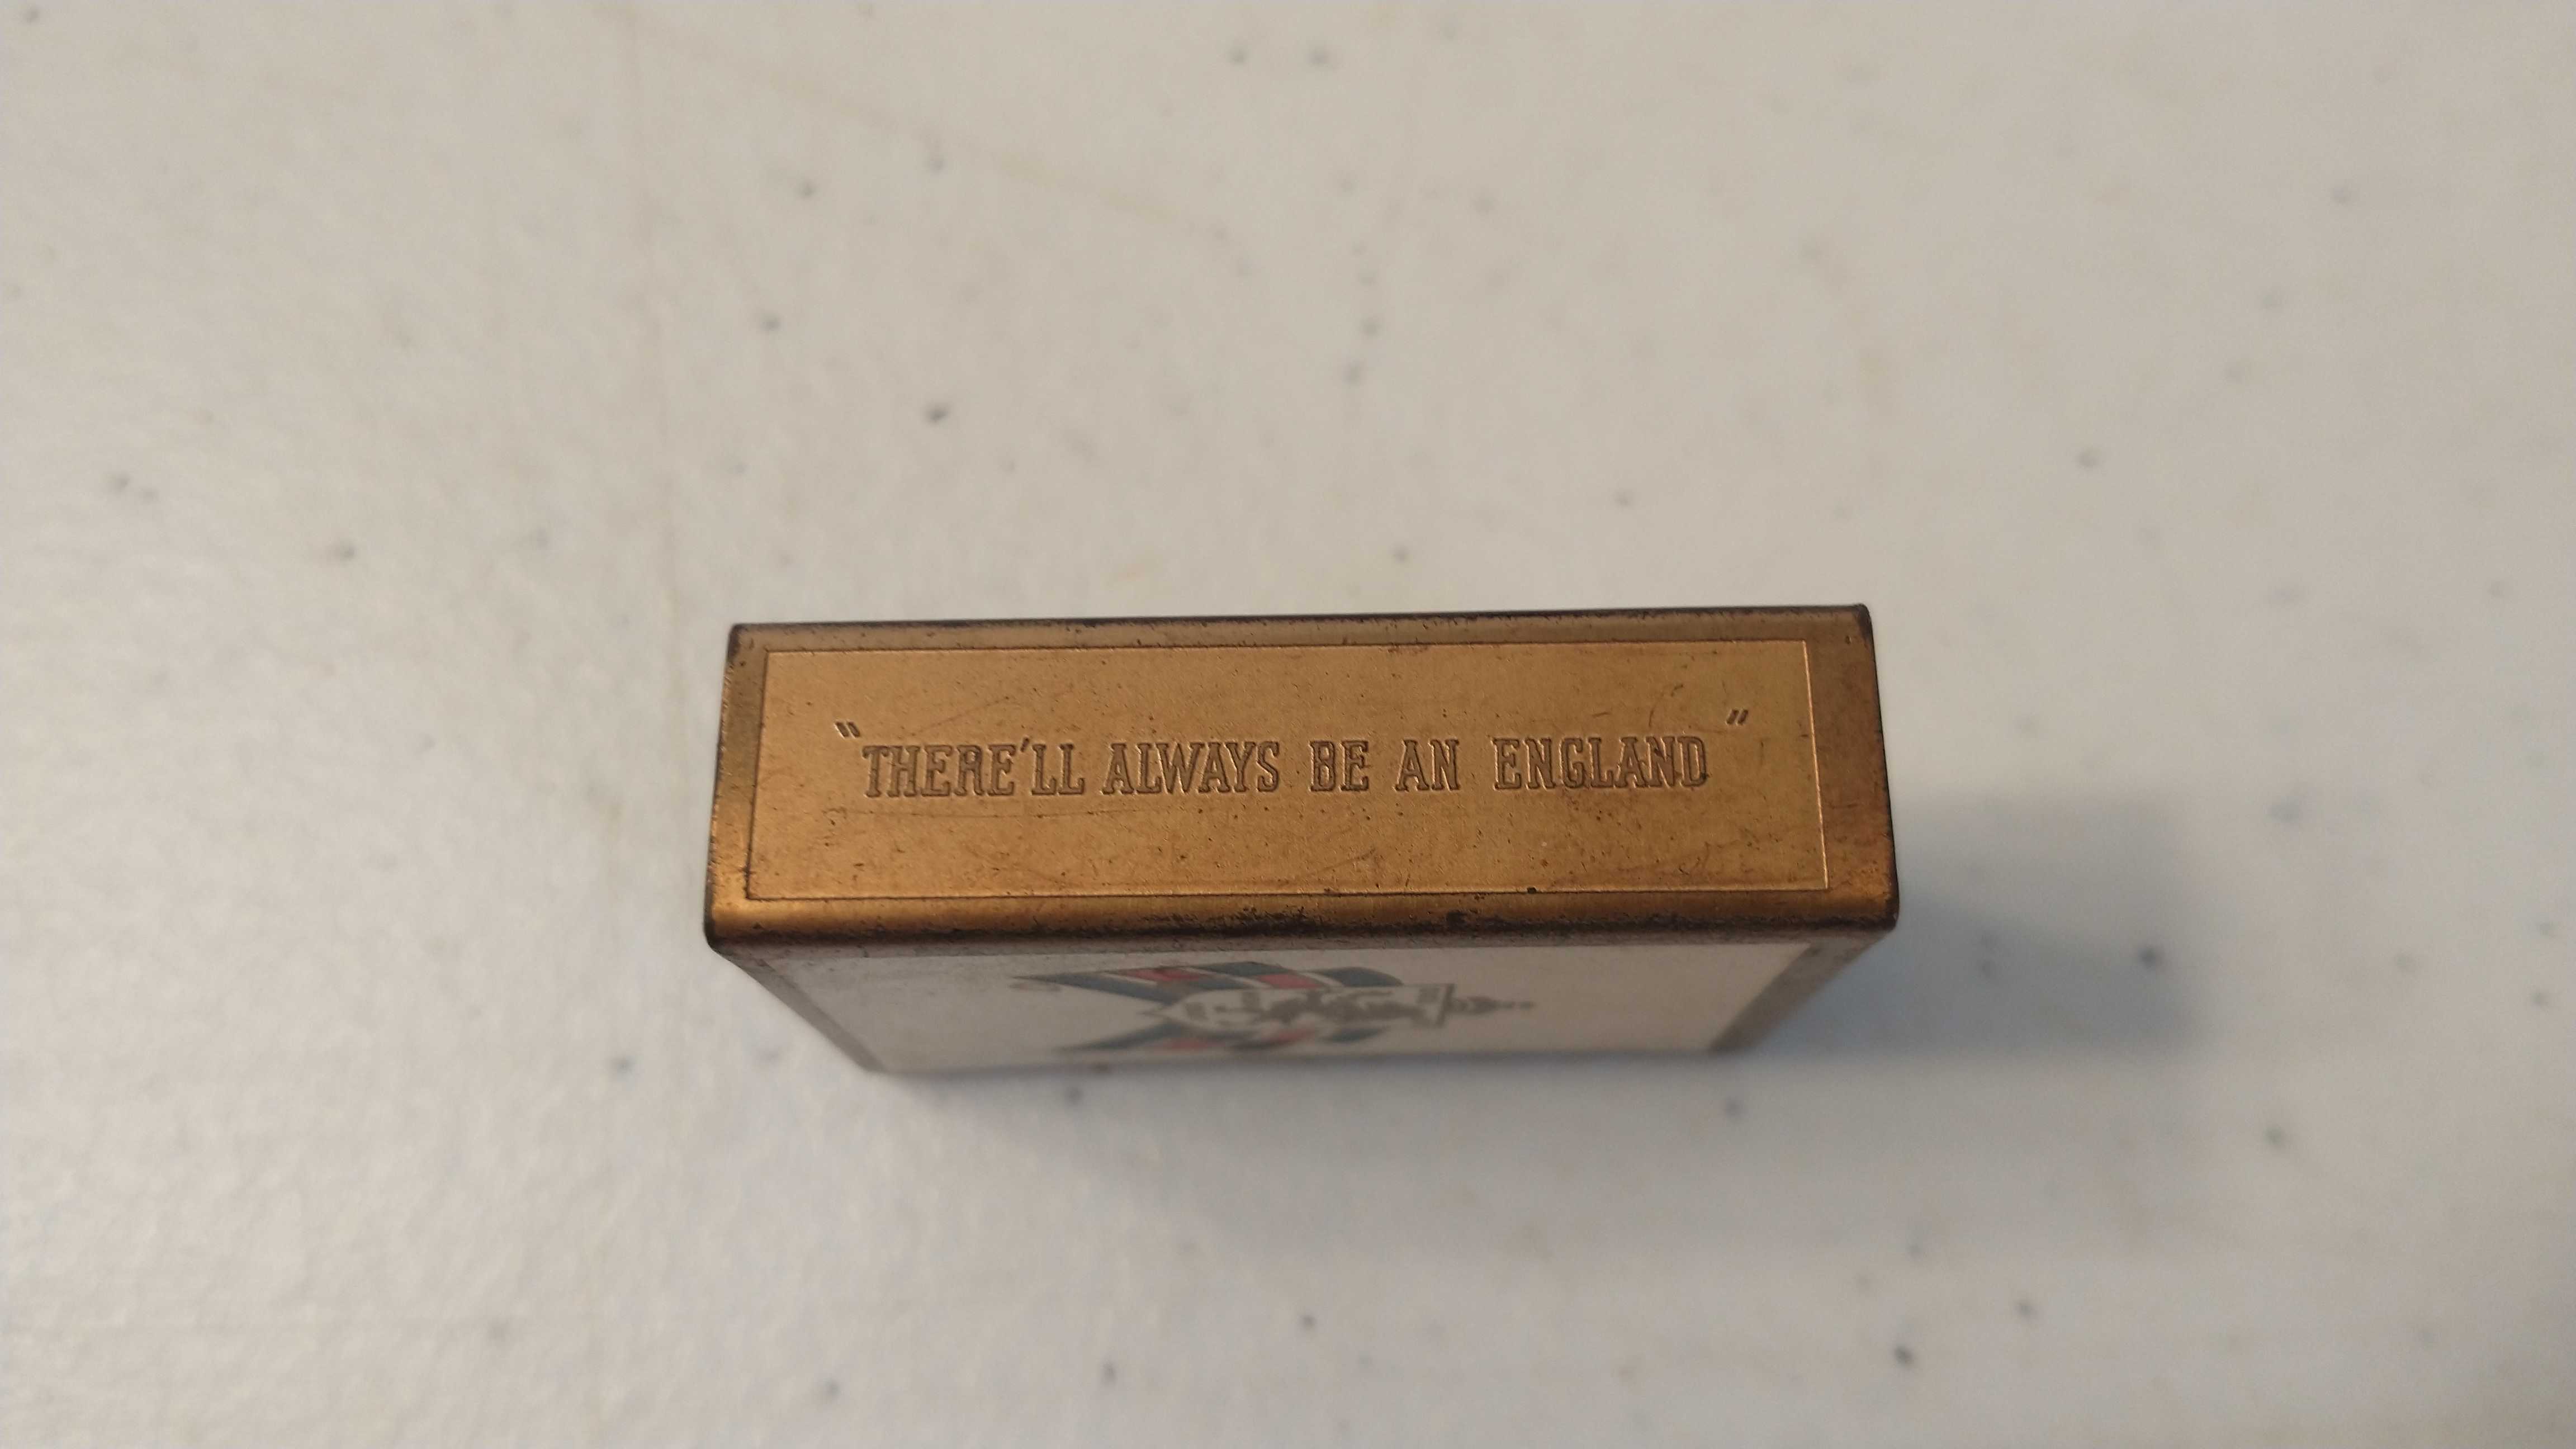 "THERE'LL ALWAYS BE AN ENGLAND"